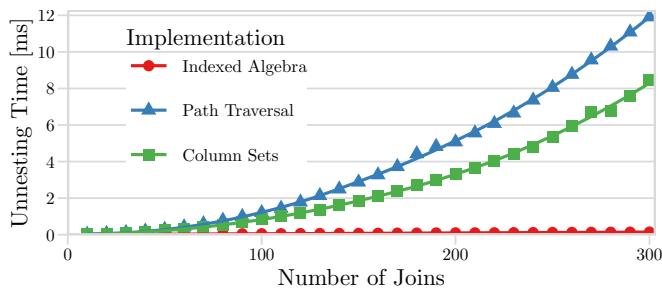 Unnesting Time [ms]
12
10
8
6
4
2
0
Implementation
Indexed Algebra
Path Traversal
Column Sets
0 100 200 300
Number of Joins